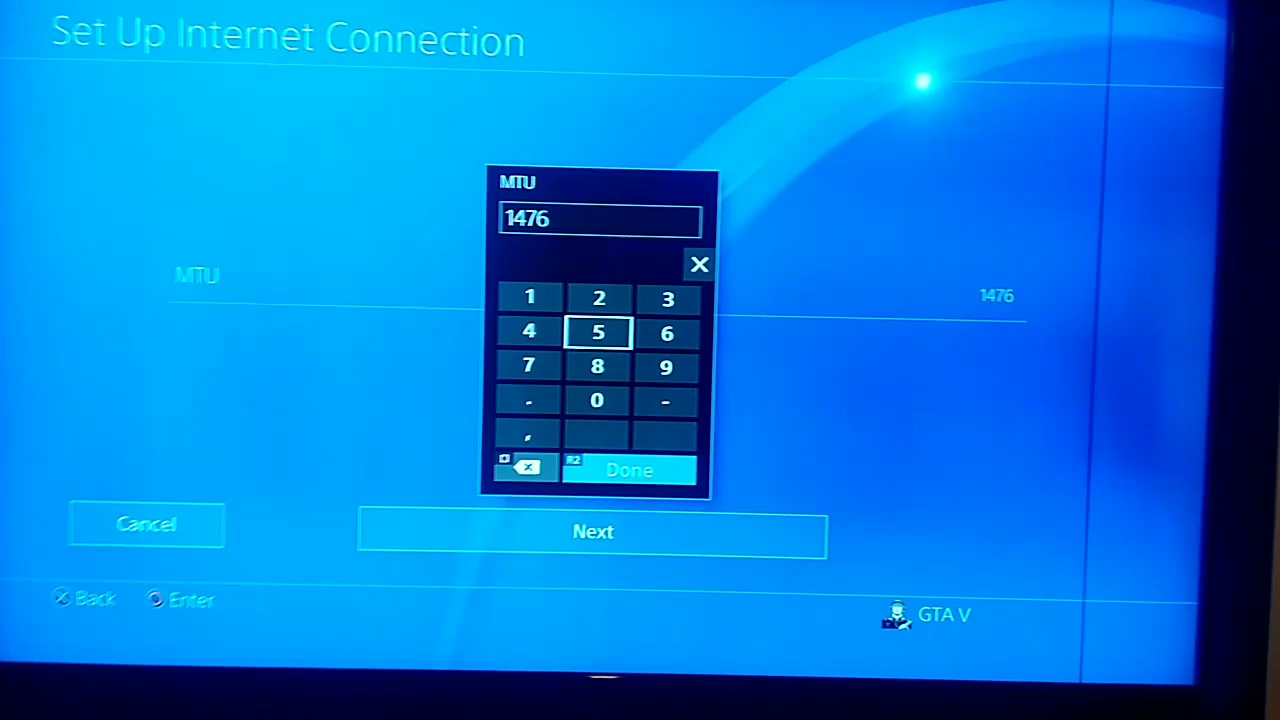 Set Up Internet Connection
MTU
1476
X
MTU
1476
1 2 3
4 5 6
7 8 9
. 0 -
,
R2 Done
Cancel
Next
Back Enter
GTA V